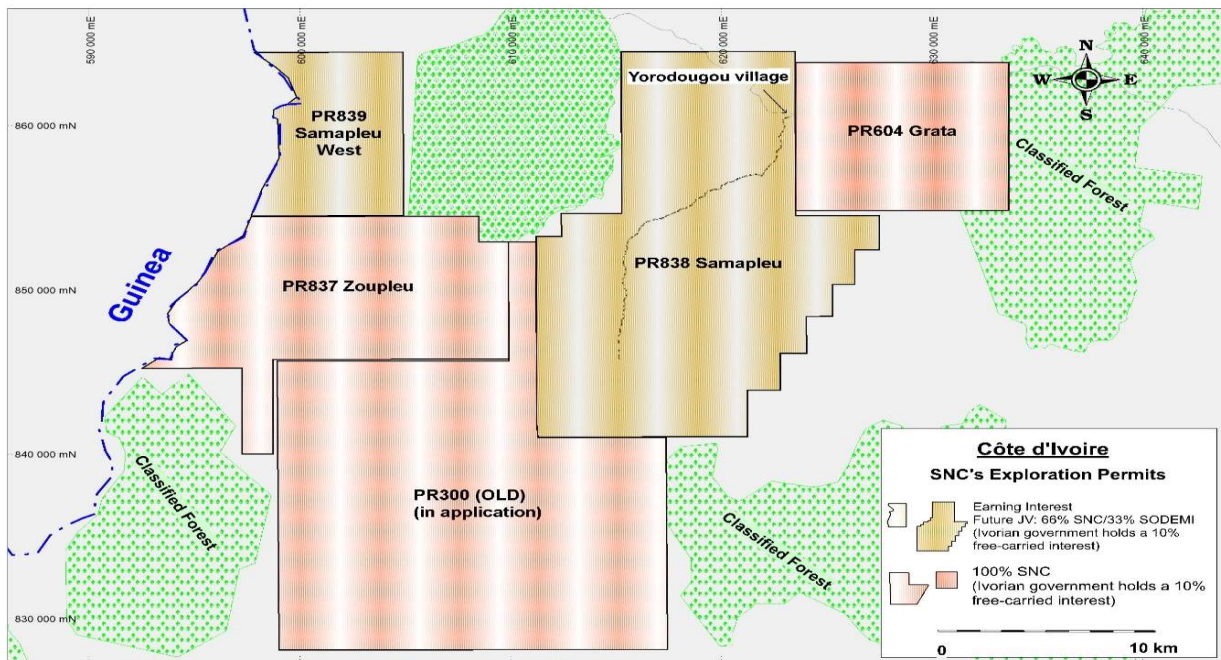 590 000 mE
600 000 mE
610 000 mE
620 000 mE
630 000 mE
640 000 mE
N
W
E
S
Yorodougou village
860 000 mN
PR839
Samapleu
West
PR604 Grata
Classified Forest
Guinea
850 000 mN
PR837 Zoupleu
PR838 Samapleu
840 000 mN
Classified Forest
PR300 (OLD)
(in application)
Classified Forest
830 000 mN
Côte d'Ivoire
SNC's Exploration Permits
Earning Interest
Future JV: 66% SNC/33% SODEMI
(Ivorian government holds a 10%
free-carried interest)
100% SNC
(Ivorian government holds a 10%
free-carried interest)
0
10 km